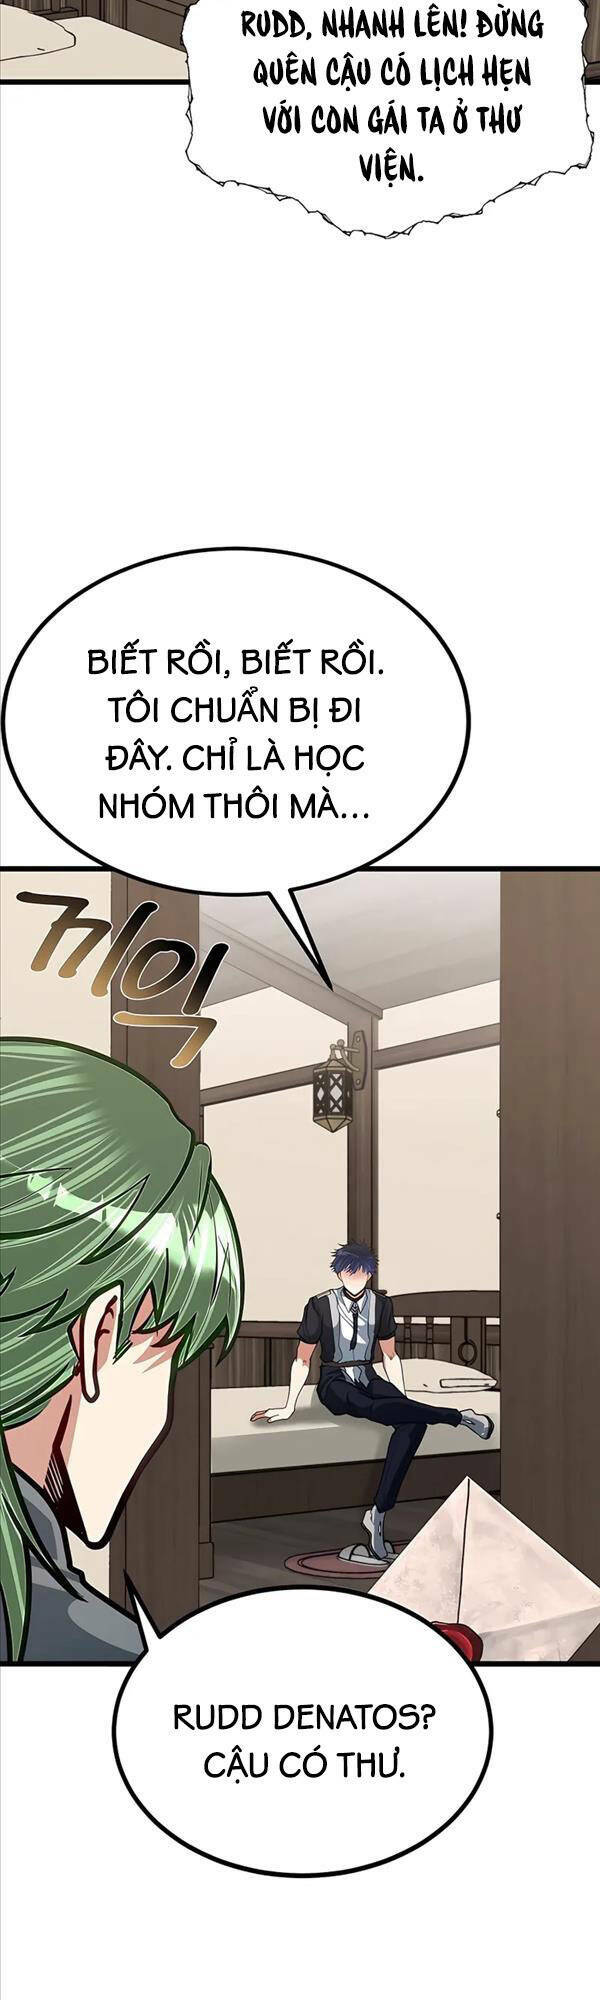 RUDD, NHANH LÊN! ĐỪNG
QUÊN CẬU CÓ LỊCH HẸN
VỚI CON GÁI TA Ở THƯ
VIỆN.
BIẾT RỒI, BIẾT RỒI.
TÔI CHUẨN BỊ ĐI
ĐÂY. CHỈ LÀ HỌC
NHÓM THÔI MÀ...
끼익
RUDD DENATOS?
CẬU CÓ THƯ.